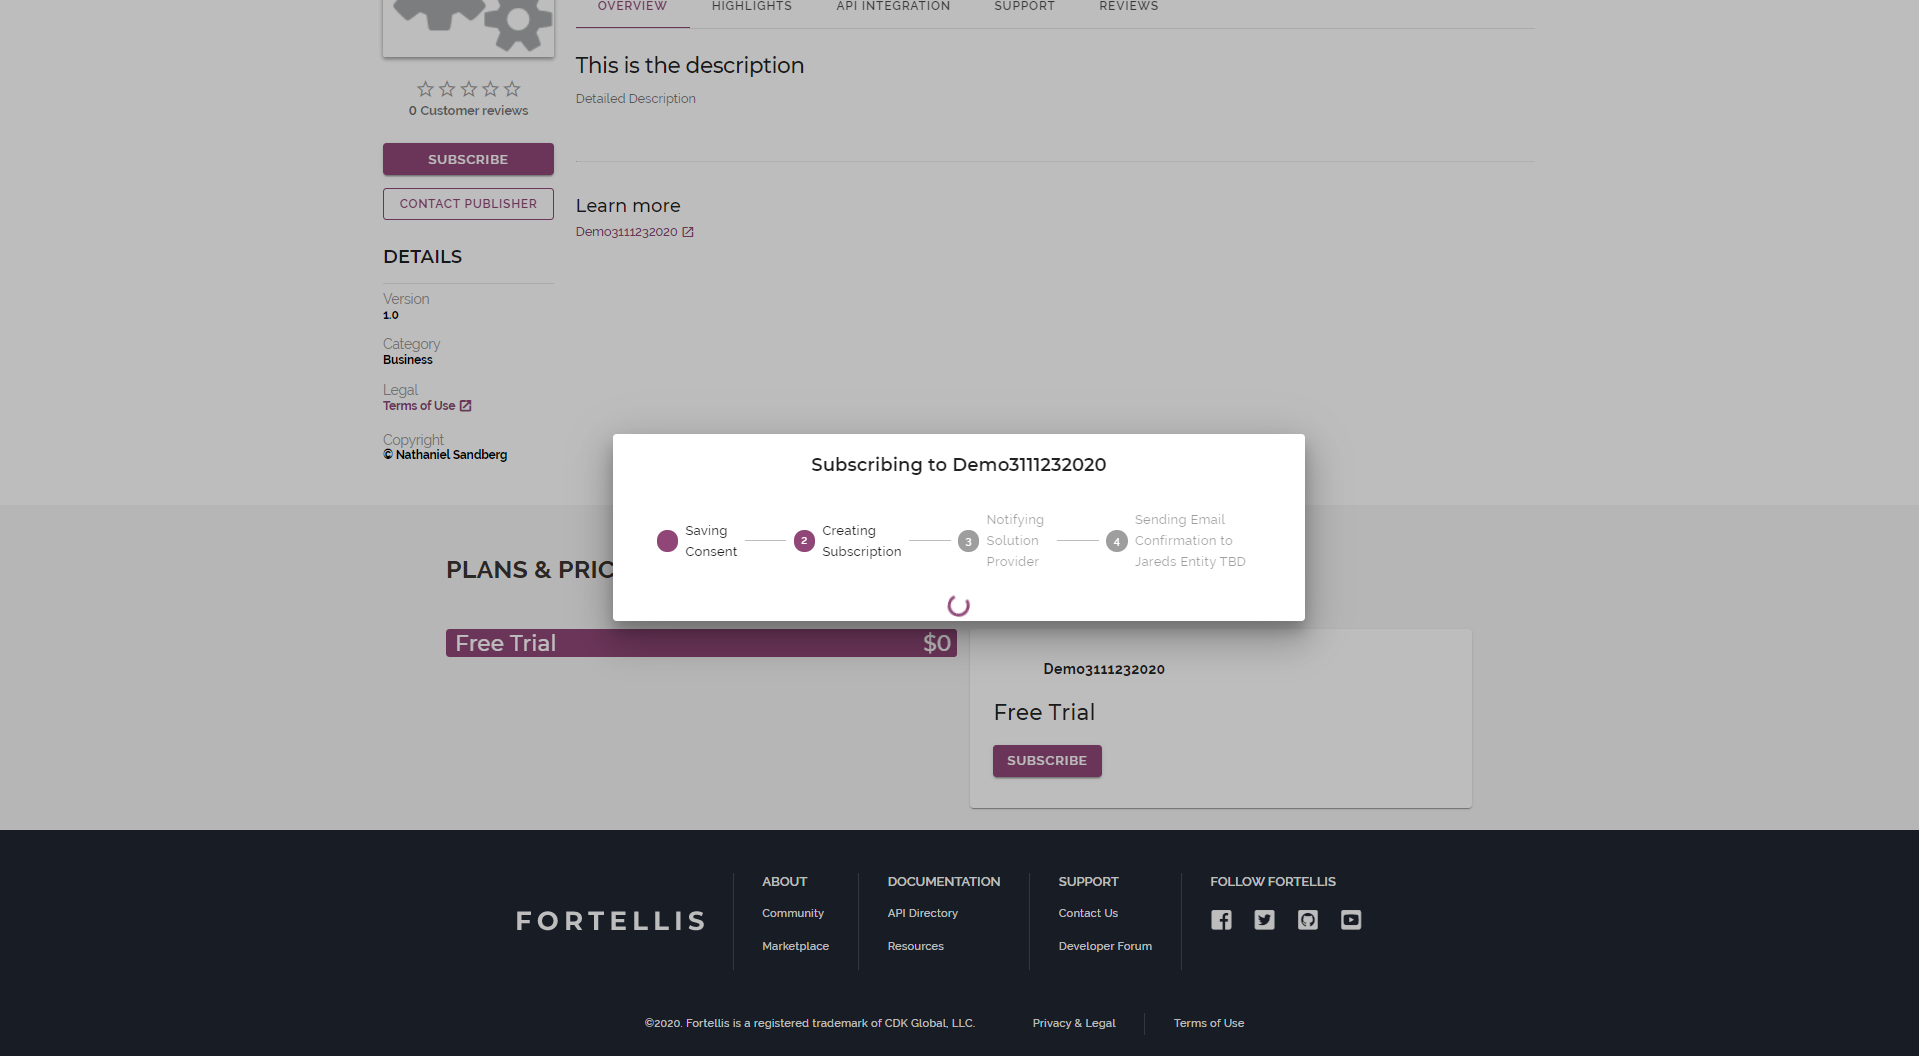 OVERVIEW HIGHLIGHTS API INTEGRATION SUPPORT REVIEWS
This is the description
Detailed Description
0 Customer reviews
SUBSCRIBE
CONTACT PUBLISHER
Learn more
Demo3111232020
DETAILS
Version
1.0
Category
Business
Legal
Terms of Use
Copyright
© Nathaniel Sandberg
Subscribing to Demo3111232020
Saving
Consent
2
Creating
Subscription
3
Notifying
Solution
Provider
4
Sending Email
Confirmation to
Jareds Entity TBD
PLANS & PRIC
Free Trial $0
Demo3111232020
Free Trial
SUBSCRIBE
FORTELLIS
ABOUT
Community
Marketplace
DOCUMENTATION
API Directory
Resources
SUPPORT
Contact Us
Developer Forum
FOLLOW FORTELLIS
©2020. Fortellis is a registered trademark of CDK Global, LLC. Privacy & Legal Terms of Use